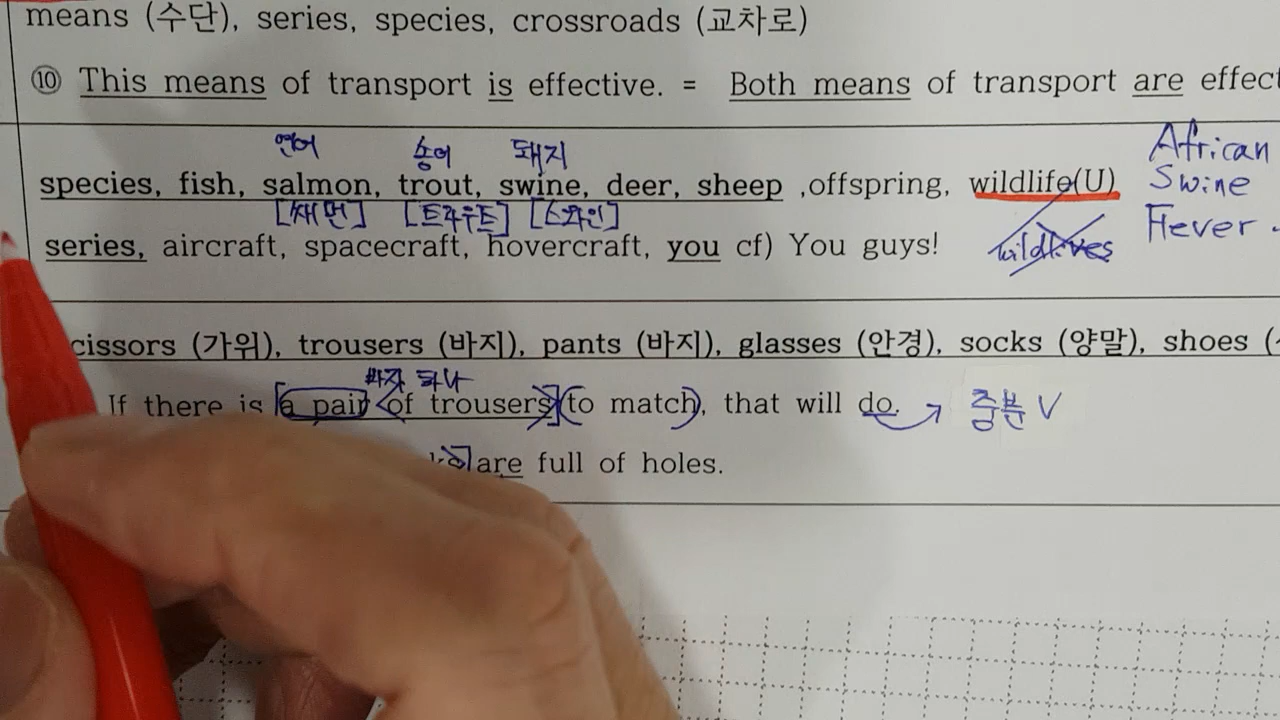 means (수단), series, species, crossroads (교차로)
⑩ This means of transport is effective. = Both means of transport are effect
연어 송어 돼지
species, fish, salmon, trout, swine, deer, sheep ,offspring, wildlife(U)
African
Swine
Fever.
[쌔먼] [트라우트] [스와인]
series, aircraft, spacecraft, hovercraft, you cf) You guys!
wildlives
cissors (가위), trousers (바지), pants (바지), glasses (안경), socks (양말), shoes (
바지 하나
If there is [a pair <of trousers>](to match), that will do. → 충분 V
are full of holes.